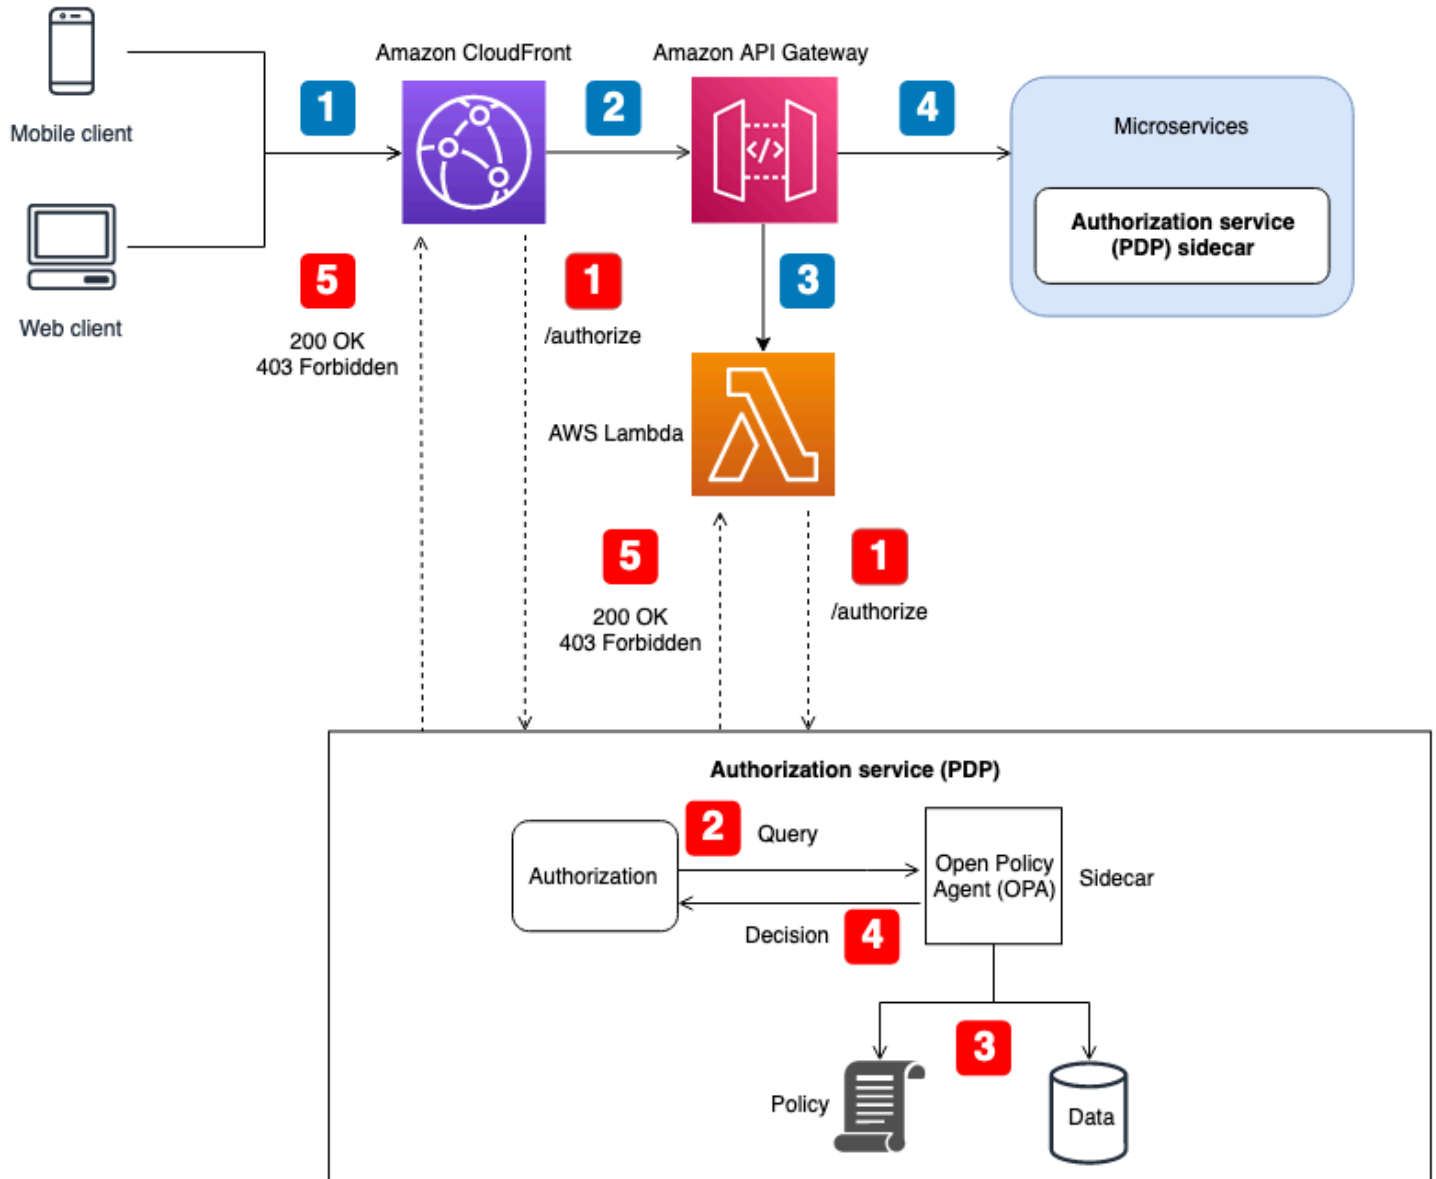 Amazon CloudFront
Amazon API Gateway
1
2
4
Mobile client
Microservices
</>
Authorization service
(PDP) sidecar
5
1
3
Web client
200 OK
403 Forbidden
/authorize
AWS Lambda
5
1
200 OK
403 Forbidden
/authorize
Authorization service (PDP)
2
Query
Authorization
Open Policy
Agent (OPA)
Sidecar
Decision
4
3
Policy
Data